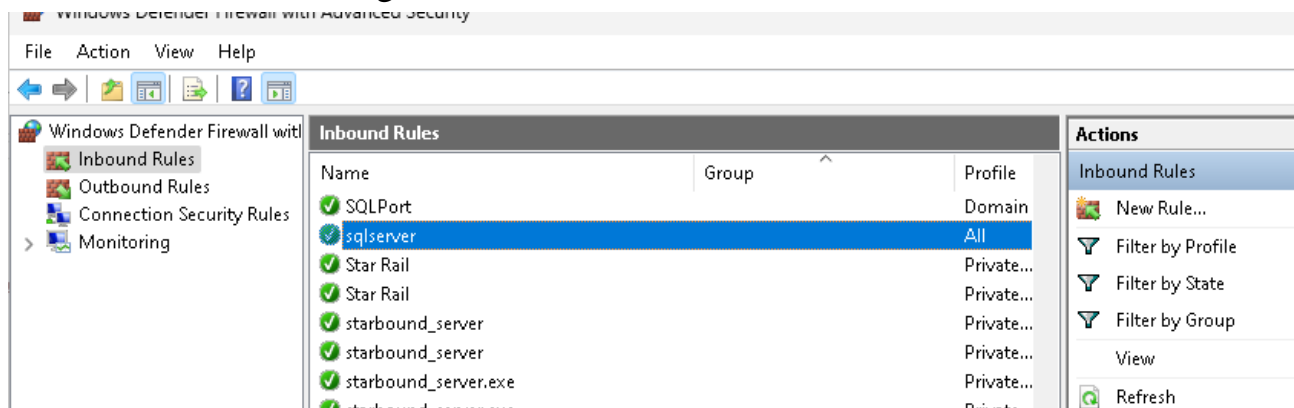 Windows Defender Firewall with Advanced Security
File Action View Help
Windows Defender Firewall witl
Inbound Rules
Outbound Rules
Connection Security Rules
Monitoring
Inbound Rules
Name Group Profile
SQLPort Domain
sqlserver All
Star Rail Private...
Star Rail Private...
starbound_server Private...
starbound_server Private...
starbound_server.exe Private...
Actions
Inbound Rules
New Rule...
Filter by Profile
Filter by State
Filter by Group
View
Refresh